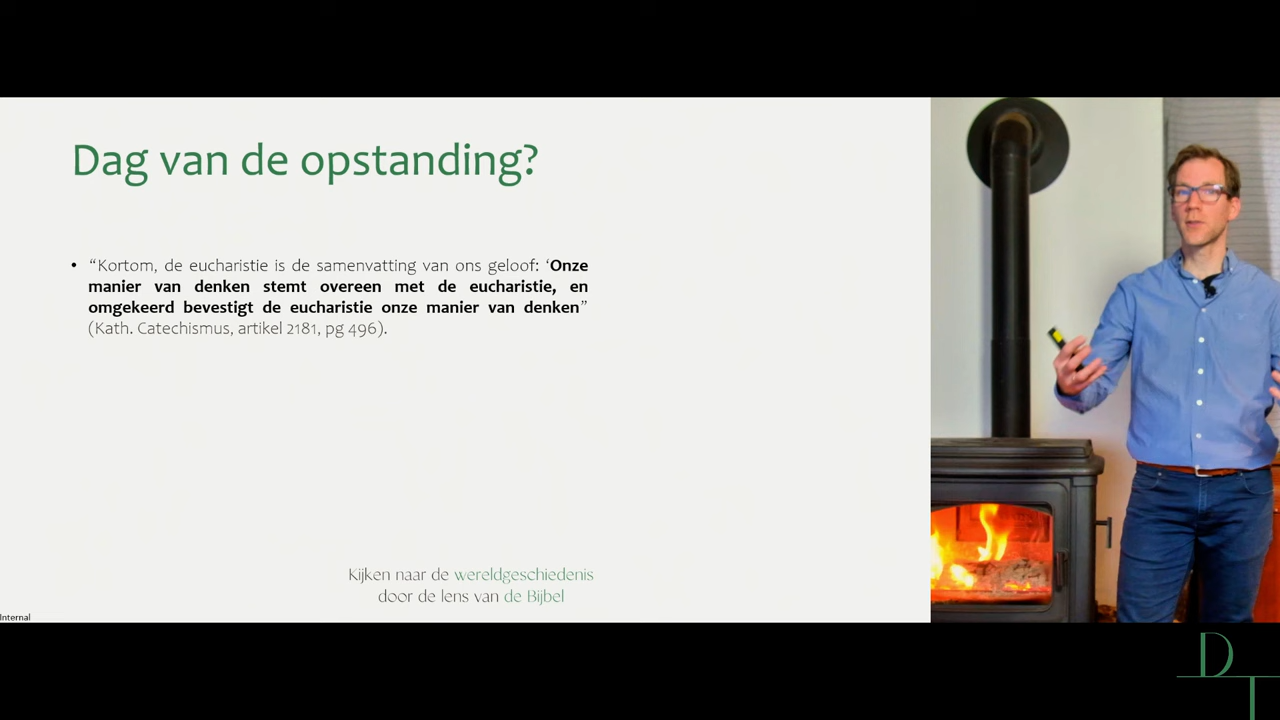 Dag van de opstanding?
• “Kortom, de eucharistie is de samenvatting van ons geloof: ‘Onze
manier van denken stemt overeen met de eucharistie, en
omgekeerd bevestigt de eucharistie onze manier van denken”
(Kath. Catechismus, artikel 2181, pg 496).
Kijken naar de wereldgeschiedenis
door de lens van de Bijbel
Internal
DT